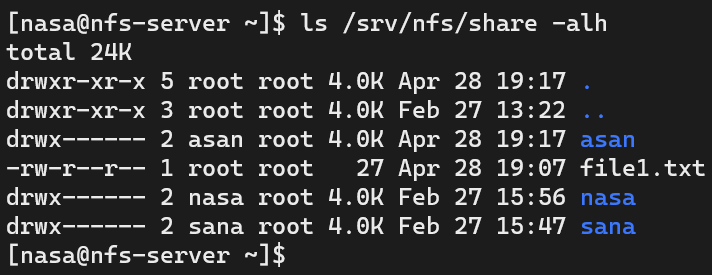 [nasa@nfs-server ~]$ ls /srv/nfs/share -alh
total 24K
drwxr-xr-x 5 root root 4.0K Apr 28 19:17 .
drwxr-xr-x 3 root root 4.0K Feb 27 13:22 ..
drwx------ 2 asan root 4.0K Apr 28 19:17 asan
-rw-r--r-- 1 root root   27 Apr 28 19:07 file1.txt
drwx------ 2 nasa root 4.0K Feb 27 15:56 nasa
drwx------ 2 sana root 4.0K Feb 27 15:47 sana
[nasa@nfs-server ~]$